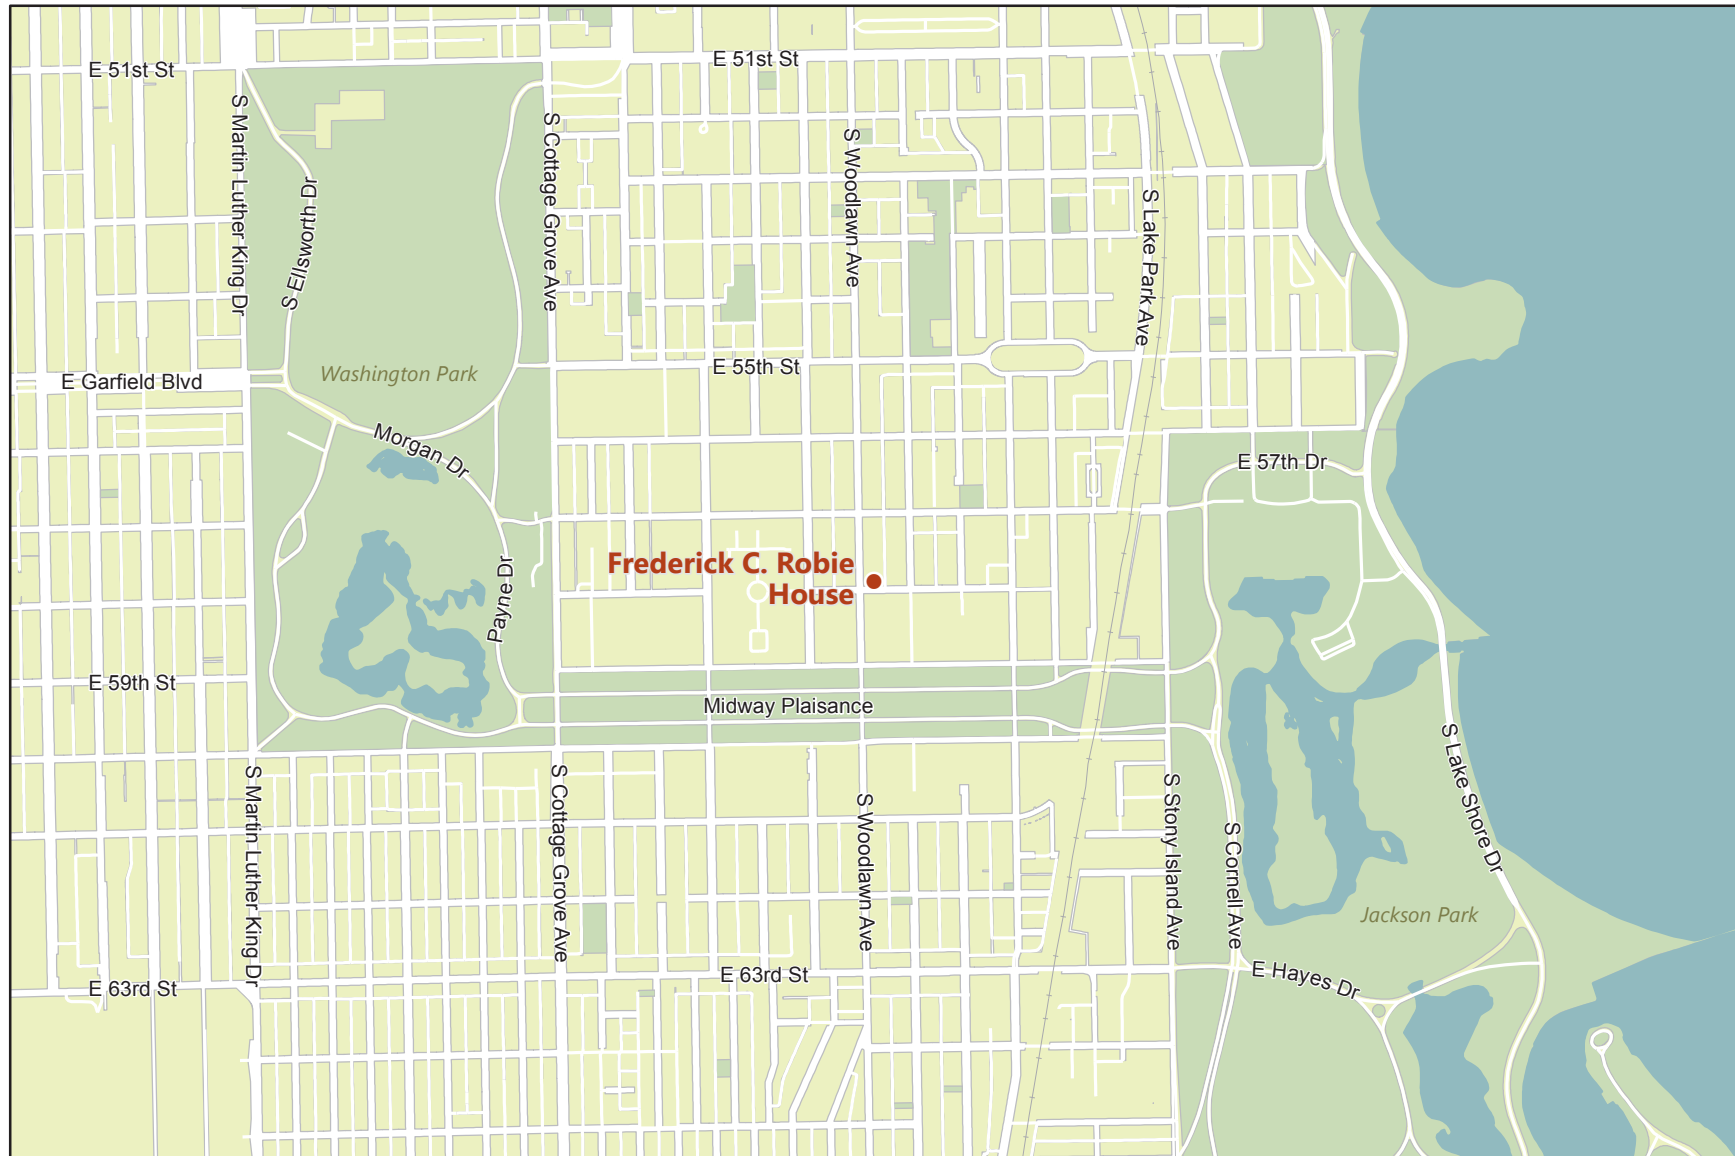 E 51st St
E 51st St
S Martin Luther King Dr
S Ellsworth Dr
S Cottage Grove Ave
S Woodlawn Ave
S Lake Park Ave
E Garfield Blvd
Washington Park
E 55th St
Morgan Dr
E 57th Dr
Payne Dr
Frederick C. Robie
House
E 59th St
Midway Plaisance
S Martin Luther King Dr
S Cottage Grove Ave
S Woodlawn Ave
S Stony Island Ave
S Cornell Ave
S Lake Shore Dr
Jackson Park
E 63rd St
E 63rd St
E Hayes Dr